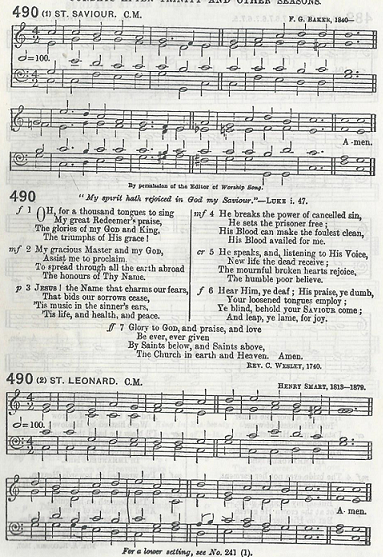 SUNDAYS AFTER TRINITY AND OTHER SEASONS.
490 (1) ST. SAVIOUR. C.M.
F. G. BAKER, 1840—
=100.
A-men.
By permission of the Editor of Worship Song.
490
"My spirit hath rejoiced in God my Saviour."—LUKE i. 47.
f 1 OH, for a thousand tongues to sing
My great Redeemer's praise,
The glories of my GOD and King,
The triumphs of His grace!
mf 2 My gracious Master and my GOD,
Assist me to proclaim
To spread through all the earth abroad
The honours of Thy Name.
p 3 JESUS! the Name that charms our fears,
That bids our sorrows cease,
'Tis music in the sinner's ears,
'Tis life, and health, and peace.
mf 4 He breaks the power of cancelled sin,
He sets the prisoner free;
His Blood can make the foulest clean,
His Blood availed for me.
cr 5 He speaks, and, listening to His Voice,
New life the dead receive;
The mournful broken hearts rejoice,
The humble poor believe.
f 6 Hear Him, ye deaf; His praise, ye dumb,
Your loosened tongues employ;
Ye blind, behold your SAVIOUR come;
And leap, ye lame, for joy.
ff 7 Glory to GOD, and praise, and love
Be ever, ever given
By Saints below, and Saints above,
The Church in earth and Heaven. Amen.
REV. C. WESLEY, 1740.
490 (2) ST. LEONARD. C.M.
HENRY SMART, 1813—1879.
=100.
A-men.
For a lower setting, see No. 241 (1).